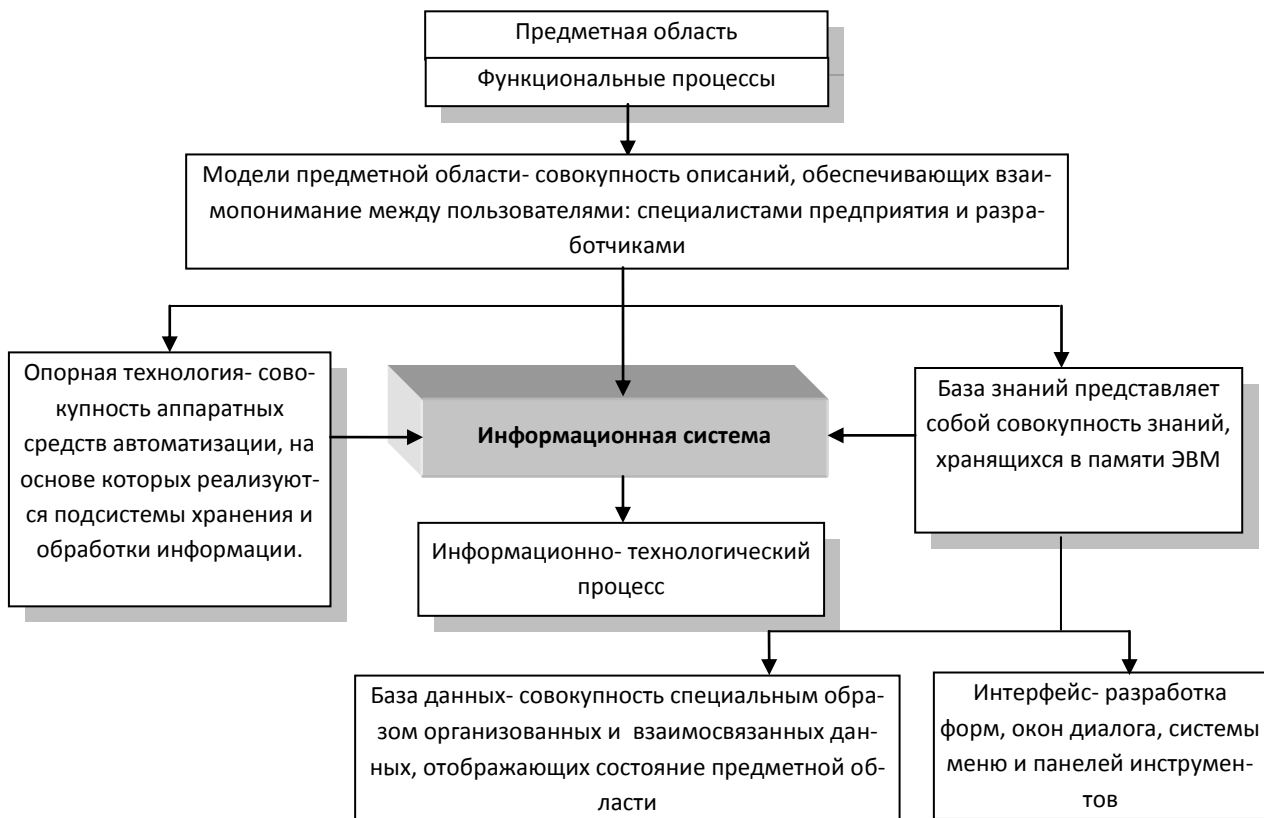 Предметная область
Функциональные процессы
Модели предметной области- совокупность описаний, обеспечивающих взаи-
мопонимание между пользователями: специалистами предприятия и разра-
ботчиками
Опорная технология- сово-
купность аппаратных
средств автоматизации, на
основе которых реализуют-
ся подсистемы хранения и
обработки информации.
Информационная система
База знаний представляет
собой совокупность знаний,
хранящихся в памяти ЭВМ
Информационно- технологический
процесс
База данных- совокупность специальным обра-
зом организованных и  взаимосвязанных дан-
ных, отображающих состояние предметной об-
ласти
Интерфейс- разработка
форм, окон диалога, системы
меню и панелей инструмен-
тов